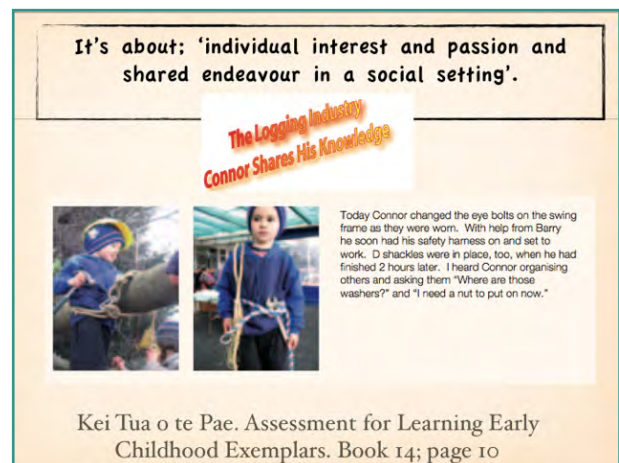 It's about; 'individual interest and passion and
shared endeavour in a social setting'.
The Logging Industry
Connor Shares His Knowledge
Today Connor changed the eye bolts on the swing
frame as they were worn. With help from Barry
he soon had his safety harness on and set to
work. D shackles were in place, too, when he had
finished 2 hours later. I heard Connor organising
others and asking them "Where are those
washers?" and "I need a nut to put on now."
Kei Tua o te Pae. Assessment for Learning Early
Childhood Exemplars. Book 14; page 10